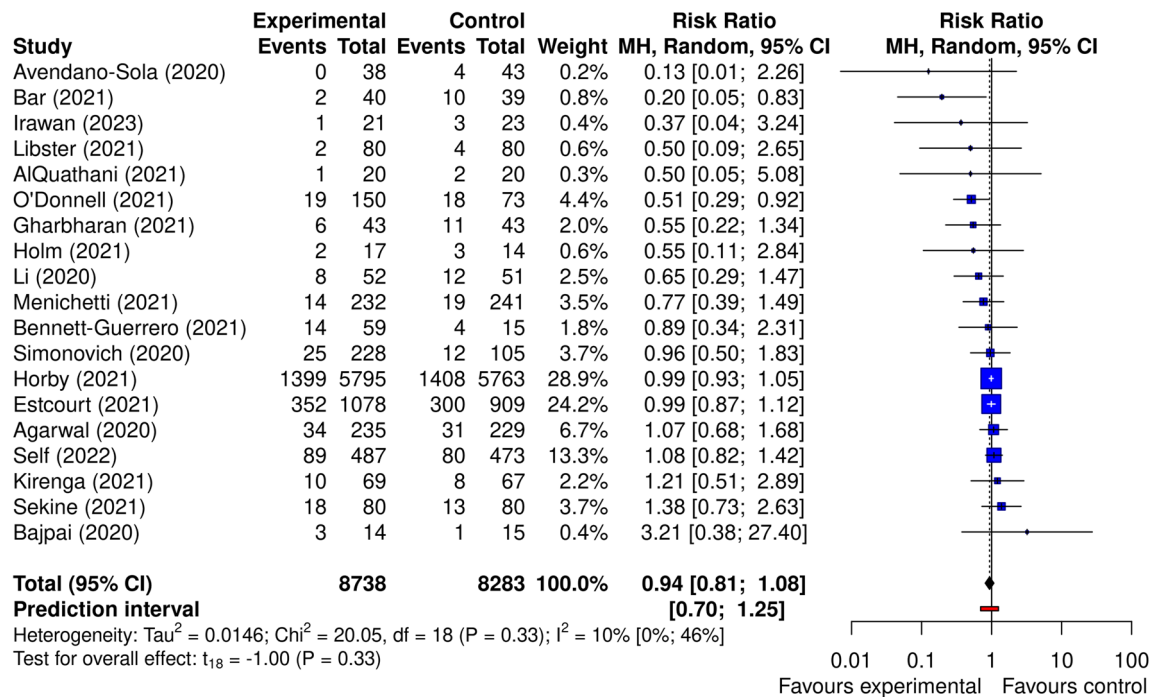 Experimental Control Risk Ratio Risk Ratio
Study Events Total Events Total Weight MH, Random, 95% CI MH, Random, 95% CI
Avendano-Sola (2020) 0 38 4 43 0.2% 0.13 [0.01; 2.26]
Bar (2021) 2 40 10 39 0.8% 0.20 [0.05; 0.83]
Irawan (2023) 1 21 3 23 0.4% 0.37 [0.04; 3.24]
Libster (2021) 2 80 4 80 0.6% 0.50 [0.09; 2.65]
AlQuathani (2021) 1 20 2 20 0.3% 0.50 [0.05; 5.08]
O'Donnell (2021) 19 150 18 73 4.4% 0.51 [0.29; 0.92]
Gharbharan (2021) 6 43 11 43 2.0% 0.55 [0.22; 1.34]
Holm (2021) 2 17 3 14 0.6% 0.55 [0.11; 2.84]
Li (2020) 8 52 12 51 2.5% 0.65 [0.29; 1.47]
Menichetti (2021) 14 232 19 241 3.5% 0.77 [0.39; 1.49]
Bennett-Guerrero (2021) 14 59 4 15 1.8% 0.89 [0.34; 2.31]
Simonovich (2020) 25 228 12 105 3.7% 0.96 [0.50; 1.83]
Horby (2021) 1399 5795 1408 5763 28.9% 0.99 [0.93; 1.05]
Estcourt (2021) 352 1078 300 909 24.2% 0.99 [0.87; 1.12]
Agarwal (2020) 34 235 31 229 6.7% 1.07 [0.68; 1.68]
Self (2022) 89 487 80 473 13.3% 1.08 [0.82; 1.42]
Kirenga (2021) 10 69 8 67 2.2% 1.21 [0.51; 2.89]
Sekine (2021) 18 80 13 80 3.7% 1.38 [0.73; 2.63]
Bajpai (2020) 3 14 1 15 0.4% 3.21 [0.38; 27.40]
Total (95% CI) 8738 8283 100.0% 0.94 [0.81; 1.08]
Prediction interval [0.70; 1.25]
Heterogeneity: Tau² = 0.0146; Chi² = 20.05, df = 18 (P = 0.33); I² = 10% [0%; 46%]
Test for overall effect: t₁₈ = -1.00 (P = 0.33)
0.01 0.1 1 10 100
Favours experimental Favours control